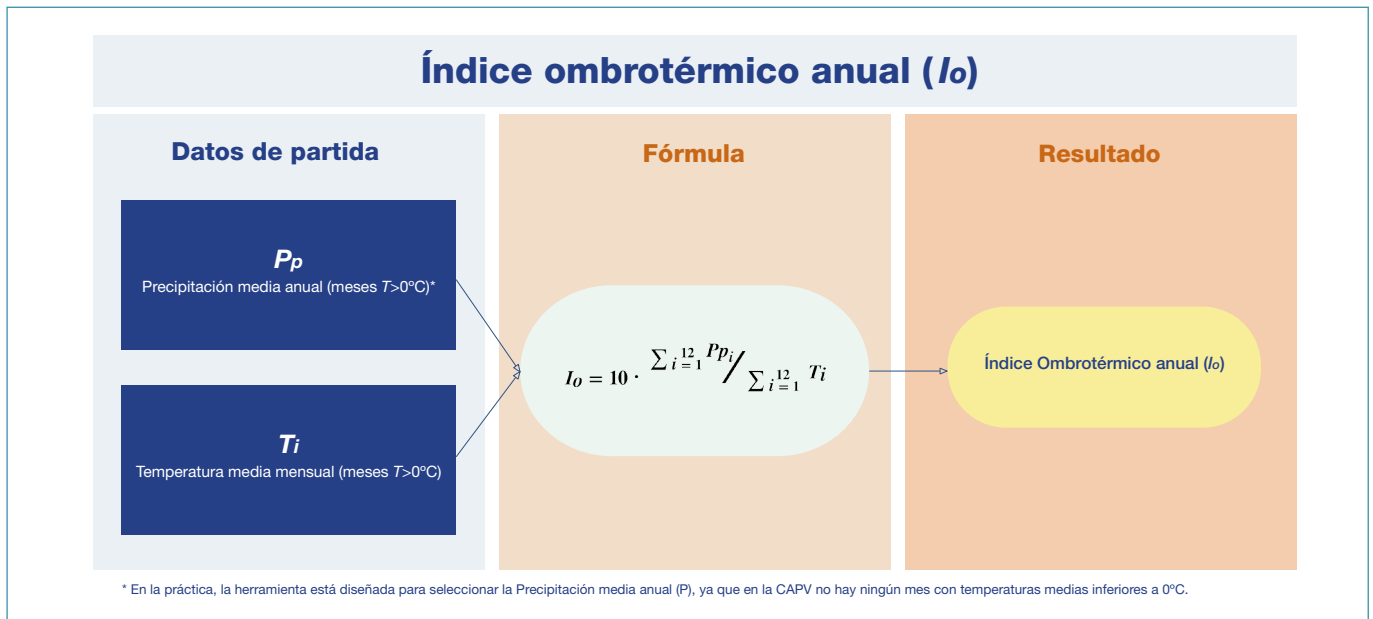 Índice ombrotérmico anual (Io)
Datos de partida
Pp
Precipitación media anual (meses T>0ºC)*
Ti
Temperatura media mensual (meses T>0ºC)
Fórmula
Io = 10 · ∑ i=1 12 Pp i / ∑ i=1 12 Ti
Resultado
Índice Ombrotérmico anual (Io)
* En la práctica, la herramienta está diseñada para seleccionar la Precipitación media anual (P), ya que en la CAPV no hay ningún mes con temperaturas medias inferiores a 0ºC.